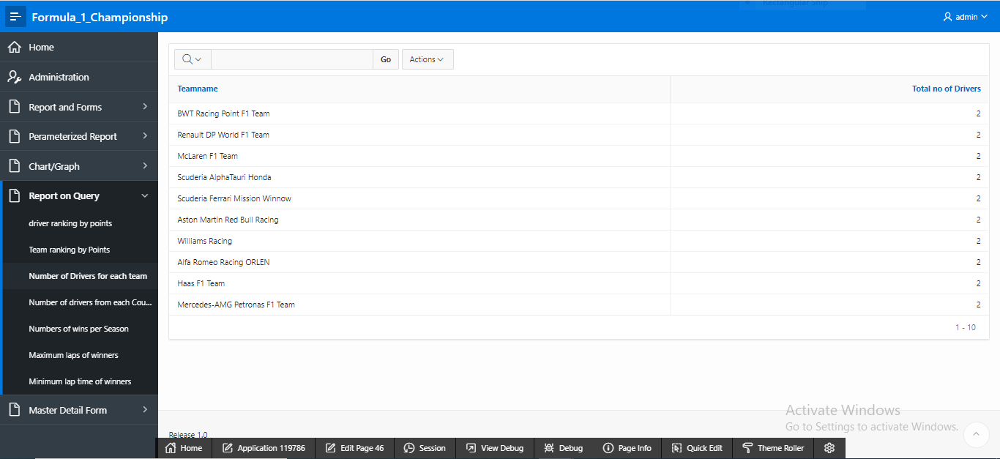 Rectangular Snip
Formula_1_Championship
admin
Home
Administration
Report and Forms
Perameterized Report
Chart/Graph
Report on Query
driver ranking by points
Team ranking by Points
Number of Drivers for each team
Number of drivers from each Cou...
Numbers of wins per Season
Maximum laps of winners
Minimum lap time of winners
Master Detail Form
Go Actions
Teamname Total no of Drivers
BWT Racing Point F1 Team 2
Renault DP World F1 Team 2
McLaren F1 Team 2
Scuderia AlphaTauri Honda 2
Scuderia Ferrari Mission Winnow 2
Aston Martin Red Bull Racing 2
Williams Racing 2
Alfa Romeo Racing ORLEN 2
Haas F1 Team 2
Mercedes-AMG Petronas F1 Team 2
1 - 10
Activate Windows
Go to Settings to activate Windows.
Release 1.0
Home Application 119786 Edit Page 46 Session View Debug Debug Page Info Quick Edit Theme Roller